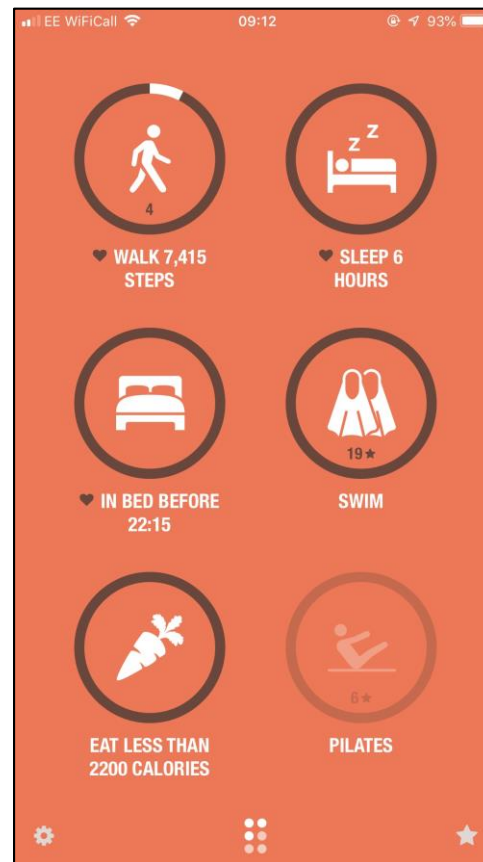 EE WiFiCall 09:12 93%
z z
4
WALK 7,415
STEPS
SLEEP 6
HOURS
IN BED BEFORE
22:15
19★
SWIM
EAT LESS THAN
2200 CALORIES
6★
PILATES